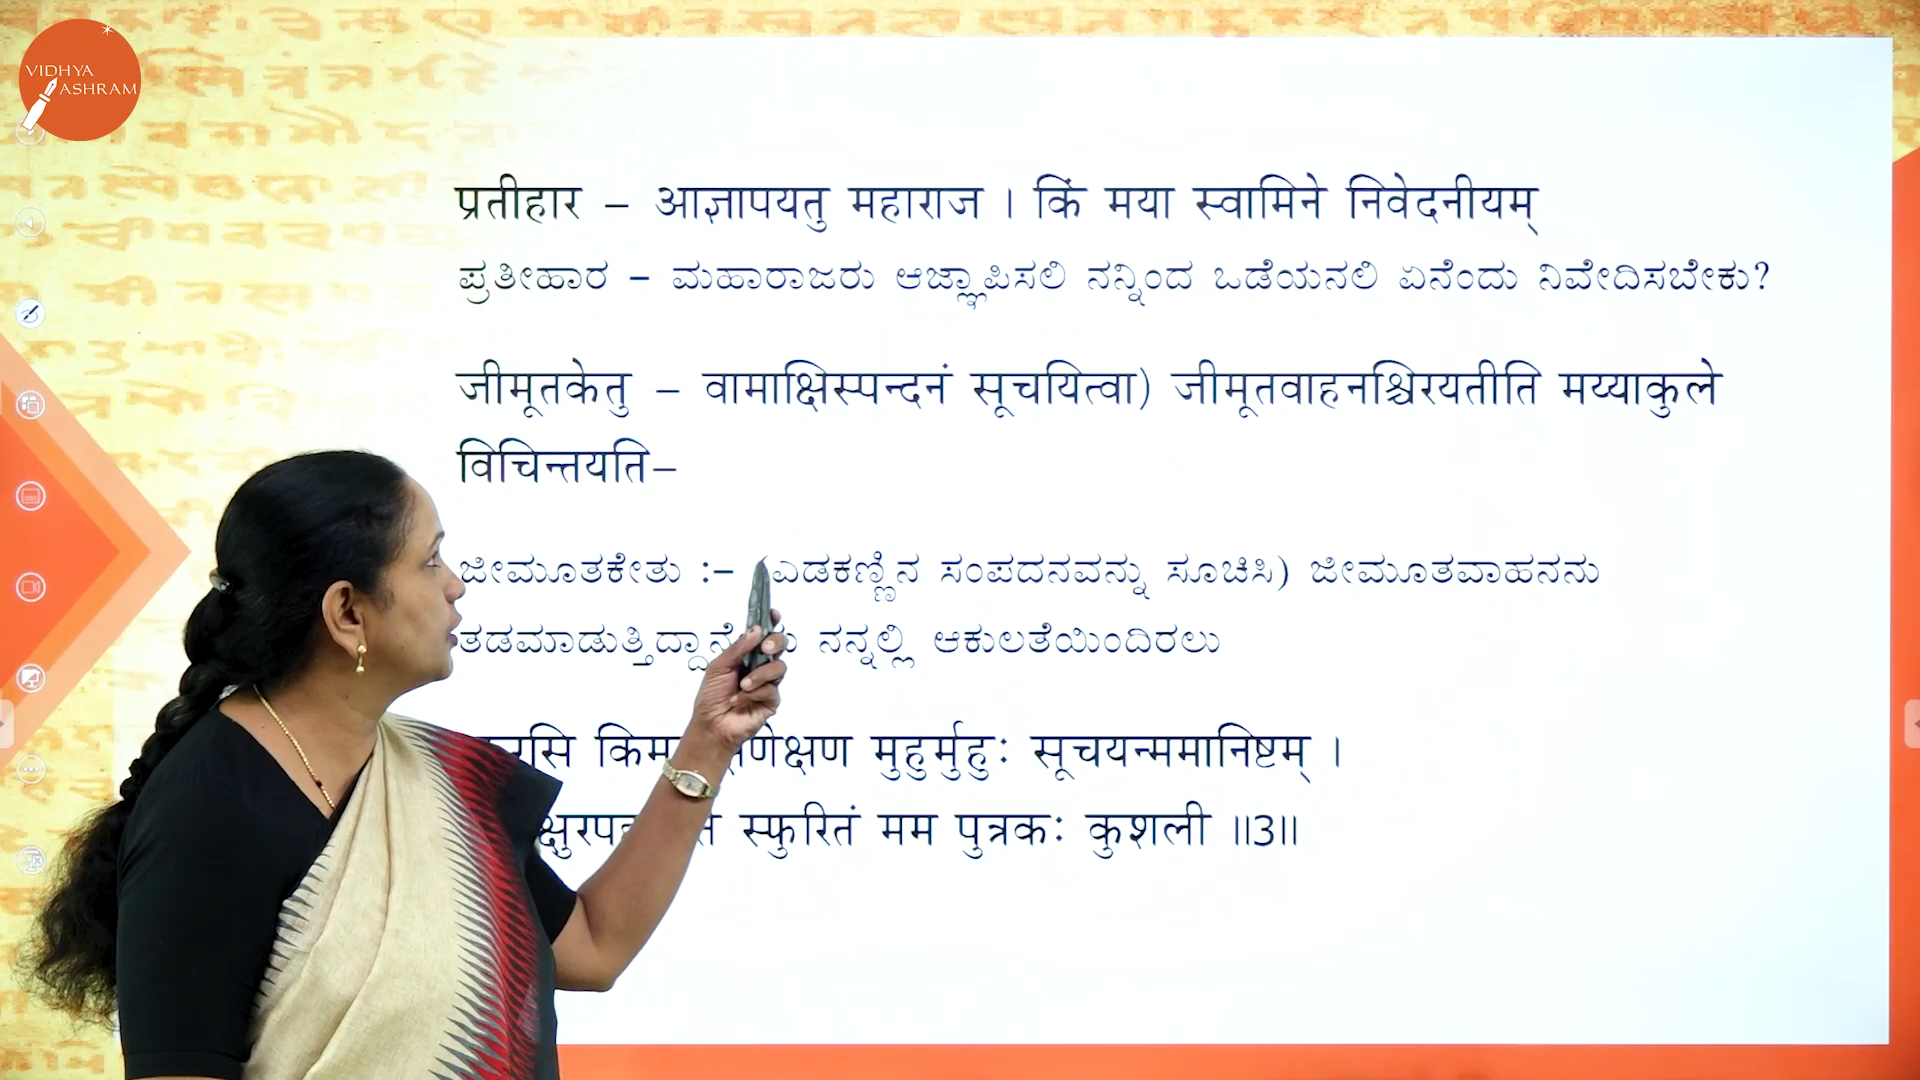 VIDHYA
ASHRAM
प्रतीहार – आज्ञापयतु महाराज । किं मया स्वामिने निवेदनीयम्
ಪ್ರತೀಹಾರ – ಮಹಾರಾಜರು ಆಜ್ಞಾಪಿಸಲಿ ನನ್ನಿಂದ ಒಡೆಯನಲಿ ಏನೆಂದು ನಿವೇದಿಸಬೇಕು?
जीमूतकेतु – वामाक्षिस्पन्दनं सूचयित्वा) जीमूतवाहनश्चिरयतीति मय्याकुले
विचिन्तयति–
ಜೀಮೂತಕೇತು :– (ಎಡಕಣ್ಣಿನ ಸಂಪದನವನ್ನು ಸೂಚಿಸಿ) ಜೀಮೂತವಾಹನನು
ತಡಮಾಡುತ್ತಿದ್ದಾನೆ ನನ್ನಲ್ಲಿ ಆಕುಲತೆಯಿಂದಿರಲು
मुहुर्मुहुः सूचयन्ममानिष्टम् ।
स्फुरितं मम पुत्रकः कुशली ॥3॥